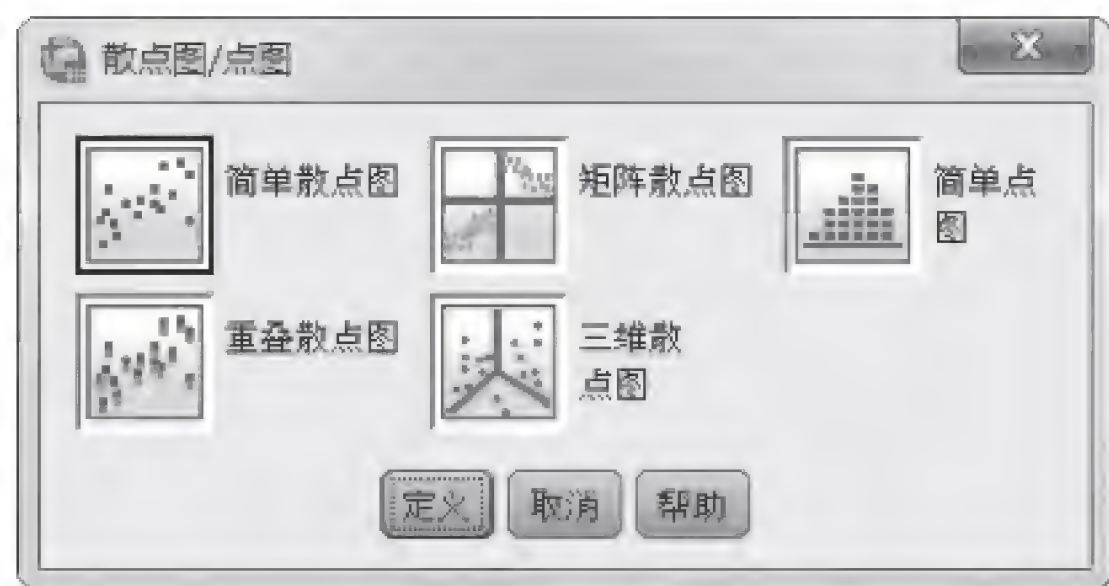 散点图/点图
简单散点图
矩阵散点图
简单点
图
重叠散点图
三维散
点图
定义
取消
帮助